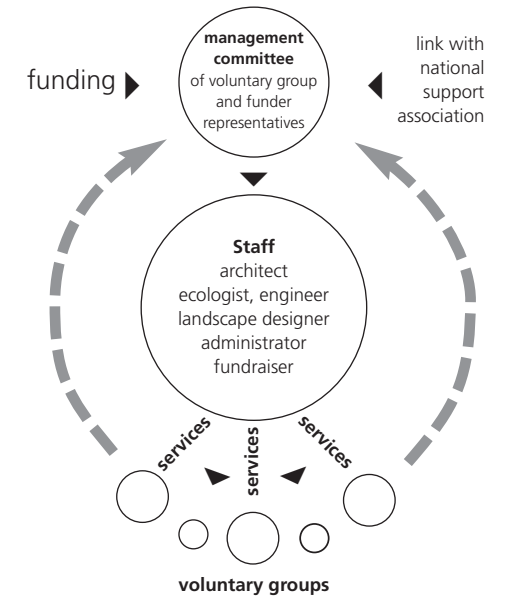 management
committee
of voluntary group
and funder
representatives
funding
link with
national
support
association
Staff
architect
ecologist, engineer
landscape designer
administrator
fundraiser
services
services
services
voluntary groups